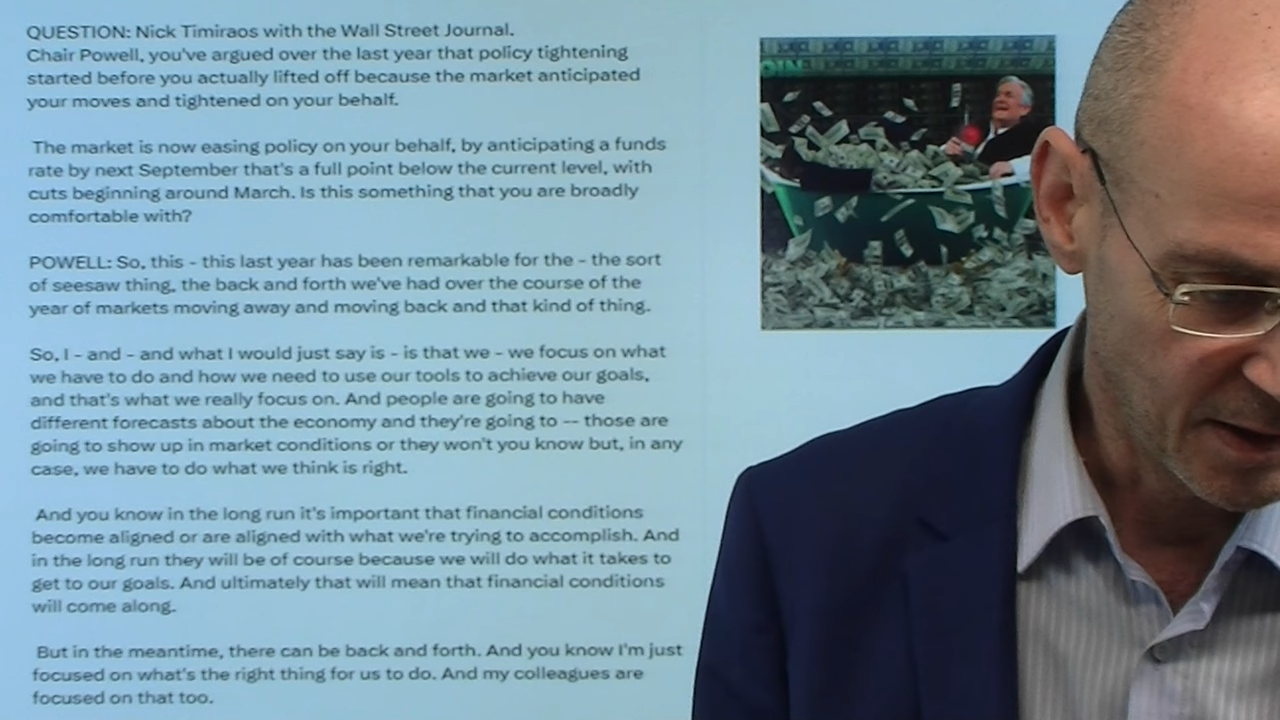 QUESTION: Nick Timiraos with the Wall Street Journal.
Chair Powell, you've argued over the last year that policy tightening
started before you actually lifted off because the market anticipated
your moves and tightened on your behalf.
The market is now easing policy on your behalf, by anticipating a funds
rate by next September that's a full point below the current level, with
cuts beginning around March. Is this something that you are broadly
comfortable with?
POWELL: So, this - this last year has been remarkable for the - the sort
of seesaw thing, the back and forth we've had over the course of the
year of markets moving away and moving back and that kind of thing.
So, I - and - and what I would just say is - is that we - we focus on what
we have to do and how we need to use our tools to achieve our goals,
and that's what we really focus on. And people are going to have
different forecasts about the economy and they're going to -- those are
going to show up in market conditions or they won't you know but, in any
case, we have to do what we think is right.
And you know in the long run it's important that financial conditions
become aligned or are aligned with what we're trying to accomplish. And
in the long run they will be of course because we will do what it takes to
get to our goals. And ultimately that will mean that financial conditions
will come along.
But in the meantime, there can be back and forth. And you know I'm just
focused on what's the right thing for us to do. And my colleagues are
focused on that too.